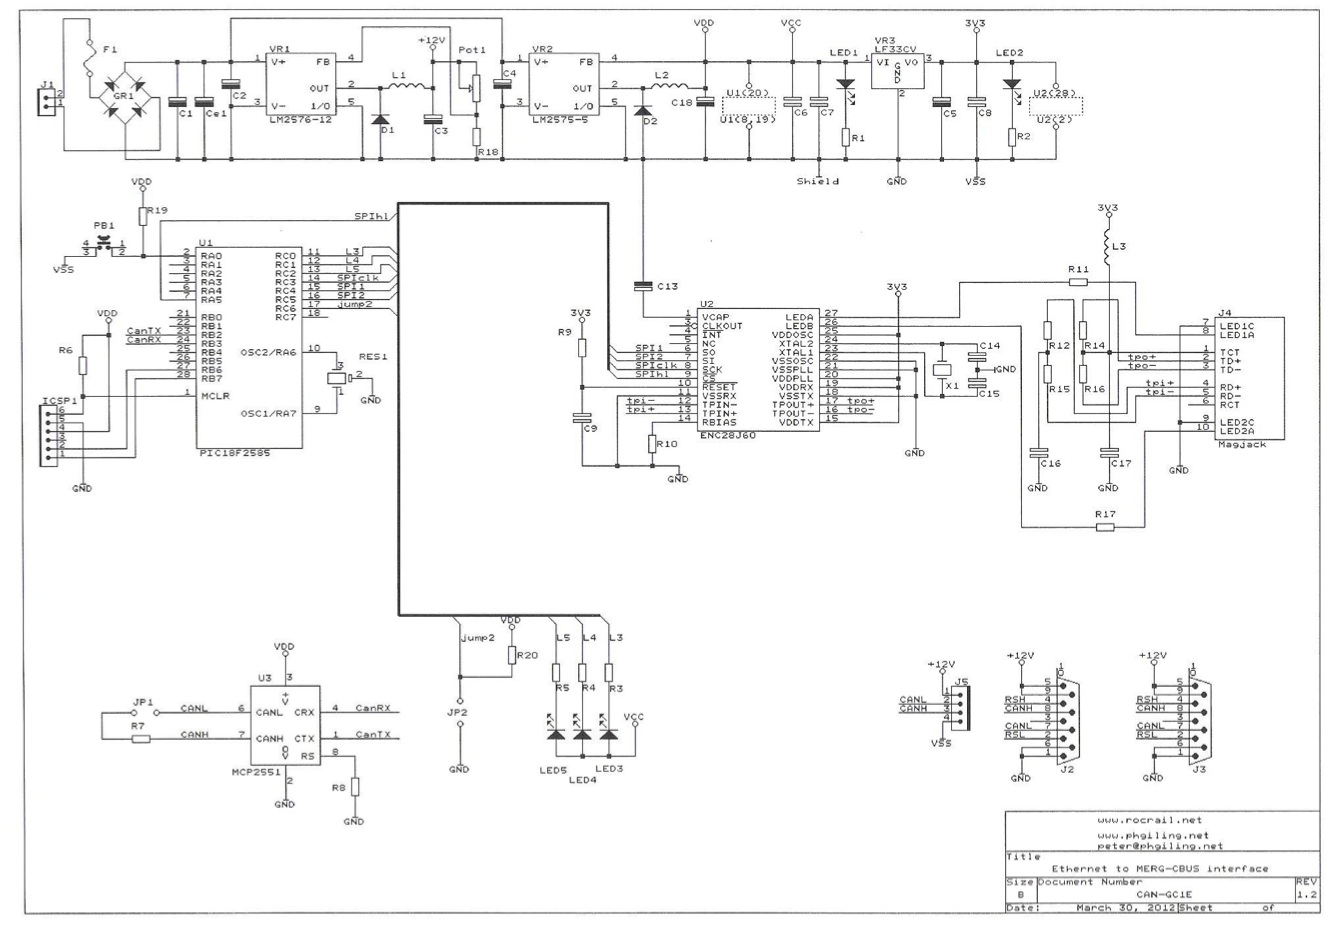 F1
J1
2
1
GR1
C1
Ce1
C2
VR1
1 V+ FB 4
OUT 2
3 V- I/O 5
LM2576-12
D1
L1
+12V
C3
Pot1
R18
C4
VR2
1 V+ FB 4
OUT 2
3 V- I/O 5
LM2575-5
D2
L2
C18
VDD
U1(20)
U1(8,19)
VCC
C6
C7
Shield
LED1
R1
VR3
LF33CV
1 VI VO 3
GND
2
GND
C5
3V3
C8
VSS
LED2
R2
U2(28)
U2(2)
VDD
R19
PB1
4 1
3 2
VSS
SPIhl
U1
2 RA0 RC0 11 L3
3 RA1 RC1 12 L4
4 RA2 RC2 13 L5
5 RA3 RC3 14 SPIclk
6 RA4 RC4 15 SPI1
7 RA5 RC5 16 SPI2
RC6 17 jump2
21 RB0 RC7 18
22 RB1
CanTX 23 RB2
CanRX 24 RB3
25 RB4 OSC2/RA6 10
26 RB5
27 RB6
28 RB7
1 MCLR OSC1/RA7 9
PIC18F2585
RES1
3
2
1
GND
VDD
R6
ICSP1
6
5
4
3
2
1
GND
C13
3V3
R9
C9
R10
GND
U2
1 VCAP LEDA 27
3 CLKOUT LEDB 26
4 INT VDDOSC 25
5 NC XTAL2 24
SPI1 6 SO XTAL1 23
SPI2 7 SI VSSOSC 22
SPIclk 8 SCK VSSPLL 21
SPIhl 9 CS VDDPLL 20
10 RESET VDDRX 19
11 VSSRX VSSTX 18
tpi- 12 TPIN- TPOUT+ 17 tpo+
tpi+ 13 TPIN+ TPOUT- 16 tpo-
14 RBIAS VDDTX 15
ENC28J60
3V3
GND
X1
C14
GND
C15
3V3
L3
R11
R12
R14
R15
R16
C16
GND
C17
GND
R17
tpo+
tpo-
tpi+
tpi-
J4
7 LED1C
8 LED1A
1 TCT
2 TD+
3 TD-
4 RD+
5 RD-
6 RCT
9 LED2C
10 LED2A
Magjack
GND
jump2
VDD
R20
JP2
GND
L5
L4
L3
R5
R4
R3
VCC
LED5
LED4
LED3
VDD
U3
3
+V
JP1
R7
CANL 6 CANL CRX 4 CanRX
CANH 7 CANH CTX 1 CanTX
0V RS 8
MCP2551
2
GND
R8
GND
+12V
J5
1
CANL 2
CANH 3
4
VSS
+12V
10
5
9
RSH 4
CANH 8
3
CANL 7
RSL 2
6
1
GND
J2
+12V
10
5
9
RSH 4
CANH 8
3
CANL 7
RSL 2
6
1
GND
J3
www.rocrail.net
www.phgiling.net
peter@phgiling.net
Title
Ethernet to MERG-CBUS interface
Size Document Number REV
B CAN-GC1E 1.2
Date: March 30, 2012 Sheet of